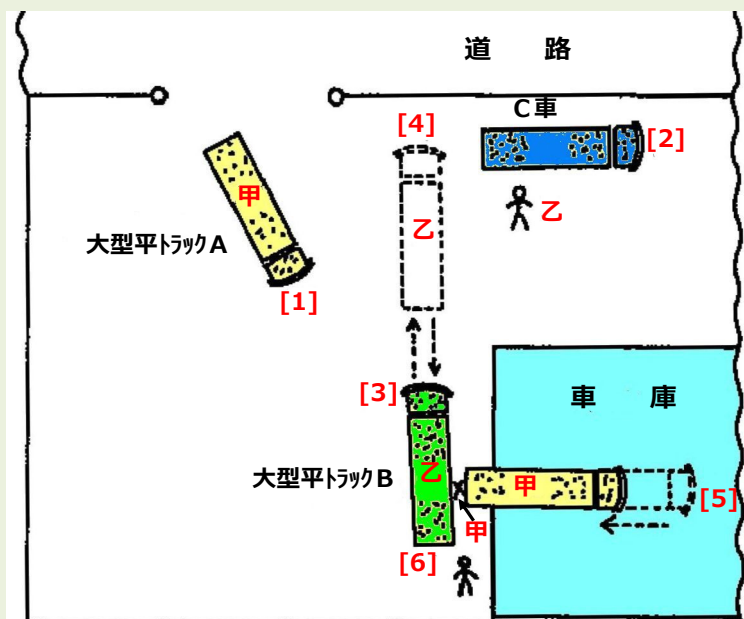 道　路
C車
[4]
[2]
甲
乙
乙
大型平ﾄﾗｯｸA
[1]
[3]
車　庫
大型平ﾄﾗｯｸB
乙
甲
[5]
甲
[6]